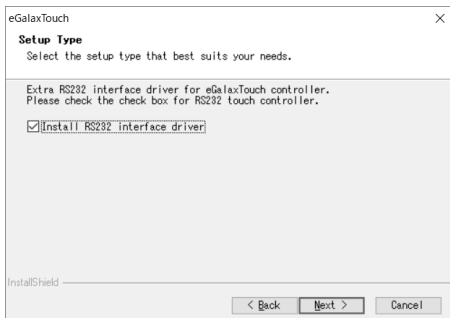 eGalaxTouch
Setup Type
Select the setup type that best suits your needs.
Extra RS232 interface driver for eGalaxTouch controller.
Please check the check box for RS232 touch controller.
Install RS232 interface driver
InstallShield
< Back Next > Cancel